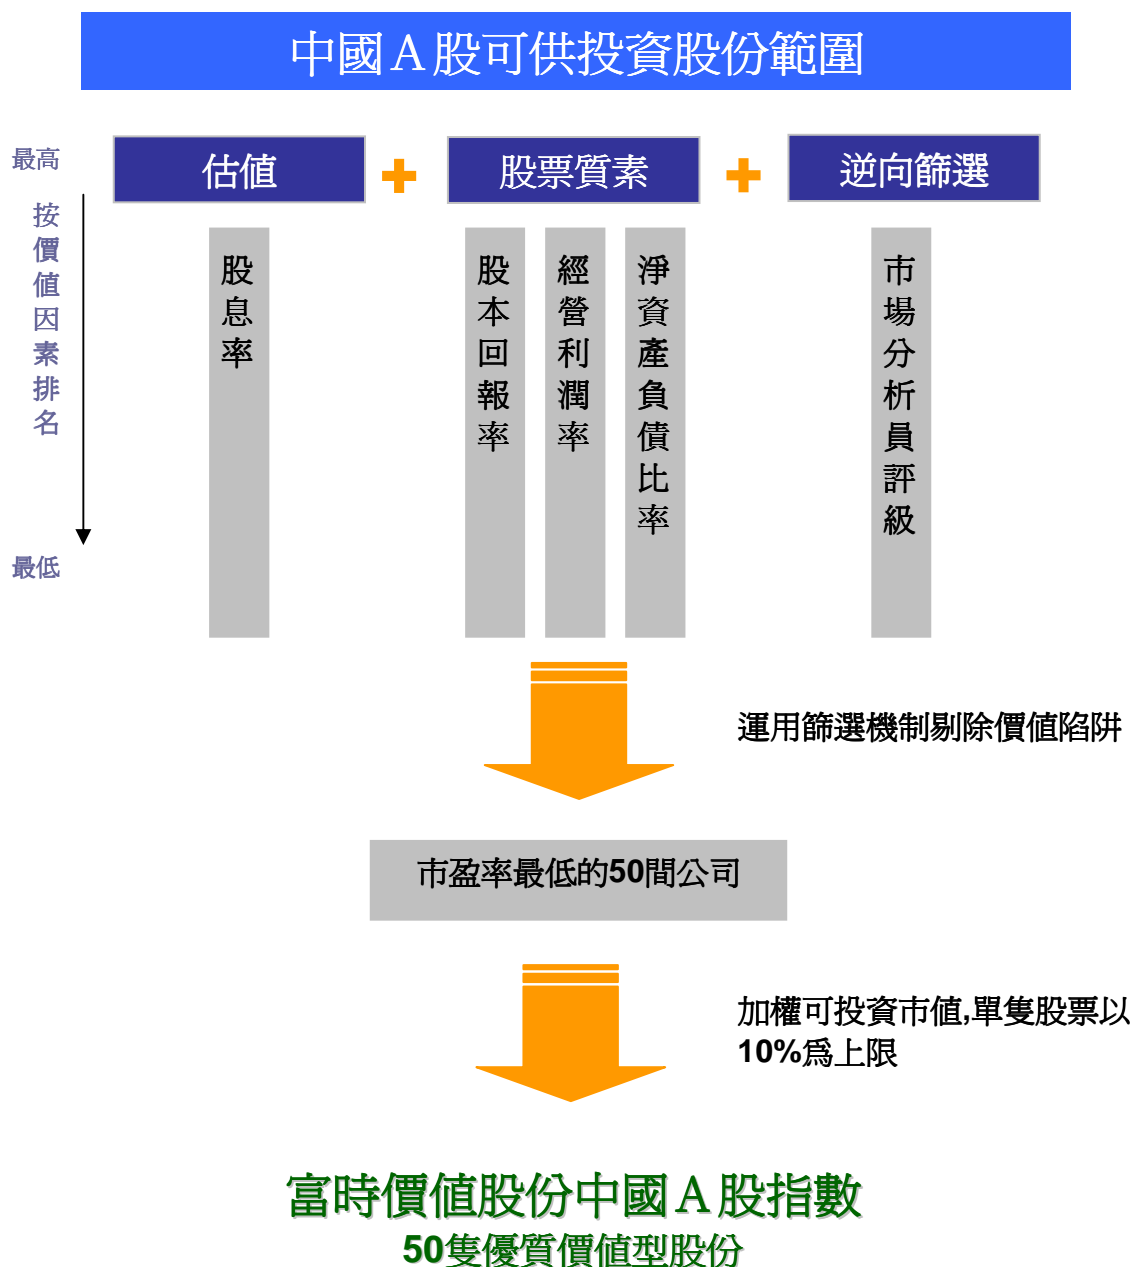 中國Ａ股可供投資股份範圍
最高
估值
股票質素
逆向篩選
按價值因素排名
股息率
股本回報率
經營利潤率
淨資產負債比率
市場分析員評級
最低
運用篩選機制剔除價值陷阱
市盈率最低的50間公司
加權可投資市值,單隻股票以
10%爲上限
富時價值股份中國Ａ股指數
50隻優質價值型股份